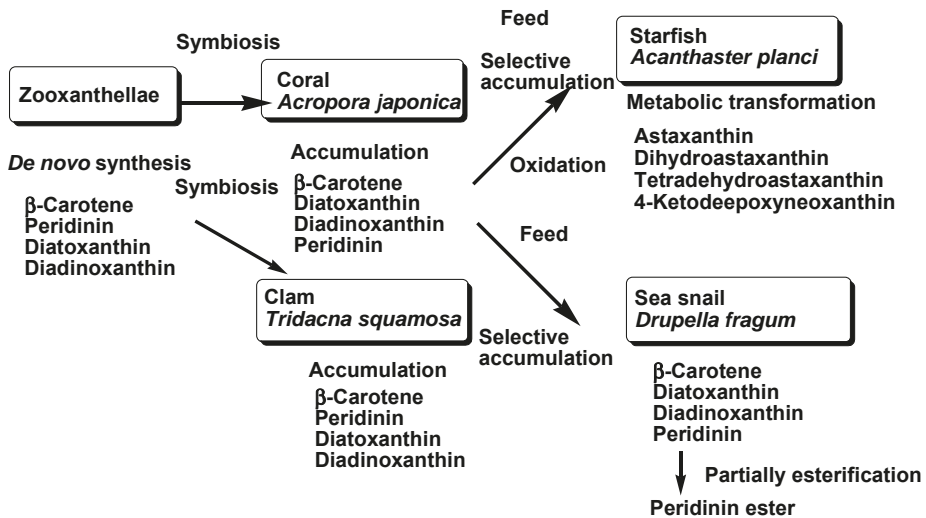 Symbiosis
Zooxanthellae
Coral
Acropora japonica
Feed
Selective
accumulation
Starfish
Acanthaster planci
Metabolic transformation
Astaxanthin
Dihydroastaxanthin
Tetradehydroastaxanthin
4-Ketodeepoxyneoxanthin
Oxidation
De novo synthesis
β-Carotene
Peridinin
Diatoxanthin
Diadinoxanthin
Symbiosis
Accumulation
β-Carotene
Diatoxanthin
Diadinoxanthin
Peridinin
Clam
Tridacna squamosa
Accumulation
β-Carotene
Peridinin
Diatoxanthin
Diadinoxanthin
Feed
Selective
accumulation
Sea snail
Drupella fragum
β-Carotene
Diatoxanthin
Diadinoxanthin
Peridinin
Partially esterification
Peridinin ester